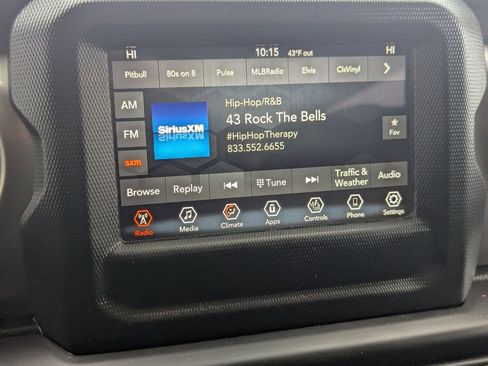 HI 10:15 43°F out HI
Pitbull 80s on 8 Pulse MLBRadio Elvis ClsVinyl
AM
FM
sxm
SiriusXM
Hip-Hop/R&B
43 Rock The Bells
#HipHopTherapy
833.552.6655
Fav
Browse Replay Tune Traffic & Weather Audio
Radio Media Climate Apps Controls Phone Settings